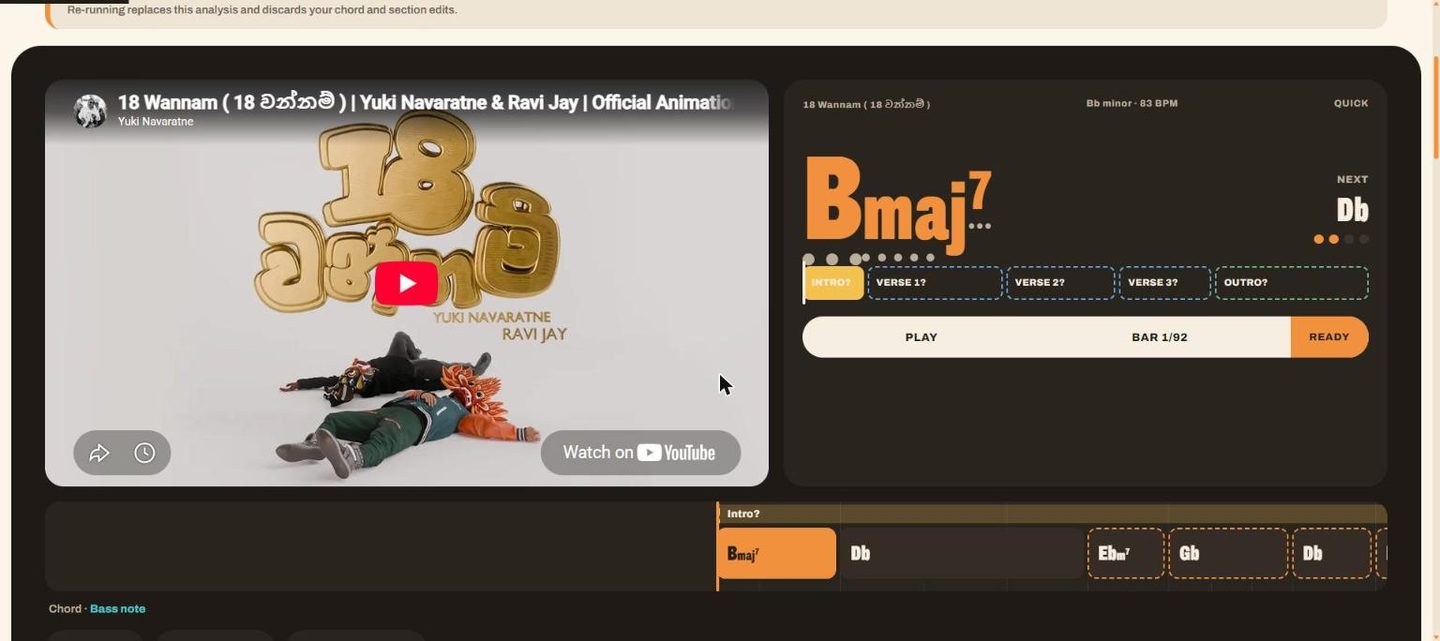 Re-running replaces this analysis and discards your chord and section edits.
18 Wannam ( 18 වන්නම් ) | Yuki Navaratne & Ravi Jay | Official Animatio
Yuki Navaratne
18
වන්නම්
YUKI NAVARATNE
RAVI JAY
Watch on YouTube
18 Wannam ( 18 වන්නම් )
Bb minor · 83 BPM
QUICK
Bmaj7
NEXT
Db
INTRO?
VERSE 1?
VERSE 2?
VERSE 3?
OUTRO?
PLAY
BAR 1/92
READY
Intro?
Bmaj7
Db
Ebm7
Gb
Db
Chord · Bass note